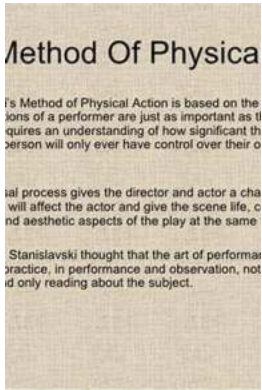 Method Of Physica
's Method of Physical Action is based on the
ions of a performer are just as important as t
quires an understanding of how significant th
person will only ever have control over their o
al process gives the director and actor a cha
will affect the actor and give the scene life, c
nd aesthetic aspects of the play at the same
Stanislavski thought that the art of performa
practice, in performance and observation, not
d only reading about the subject.